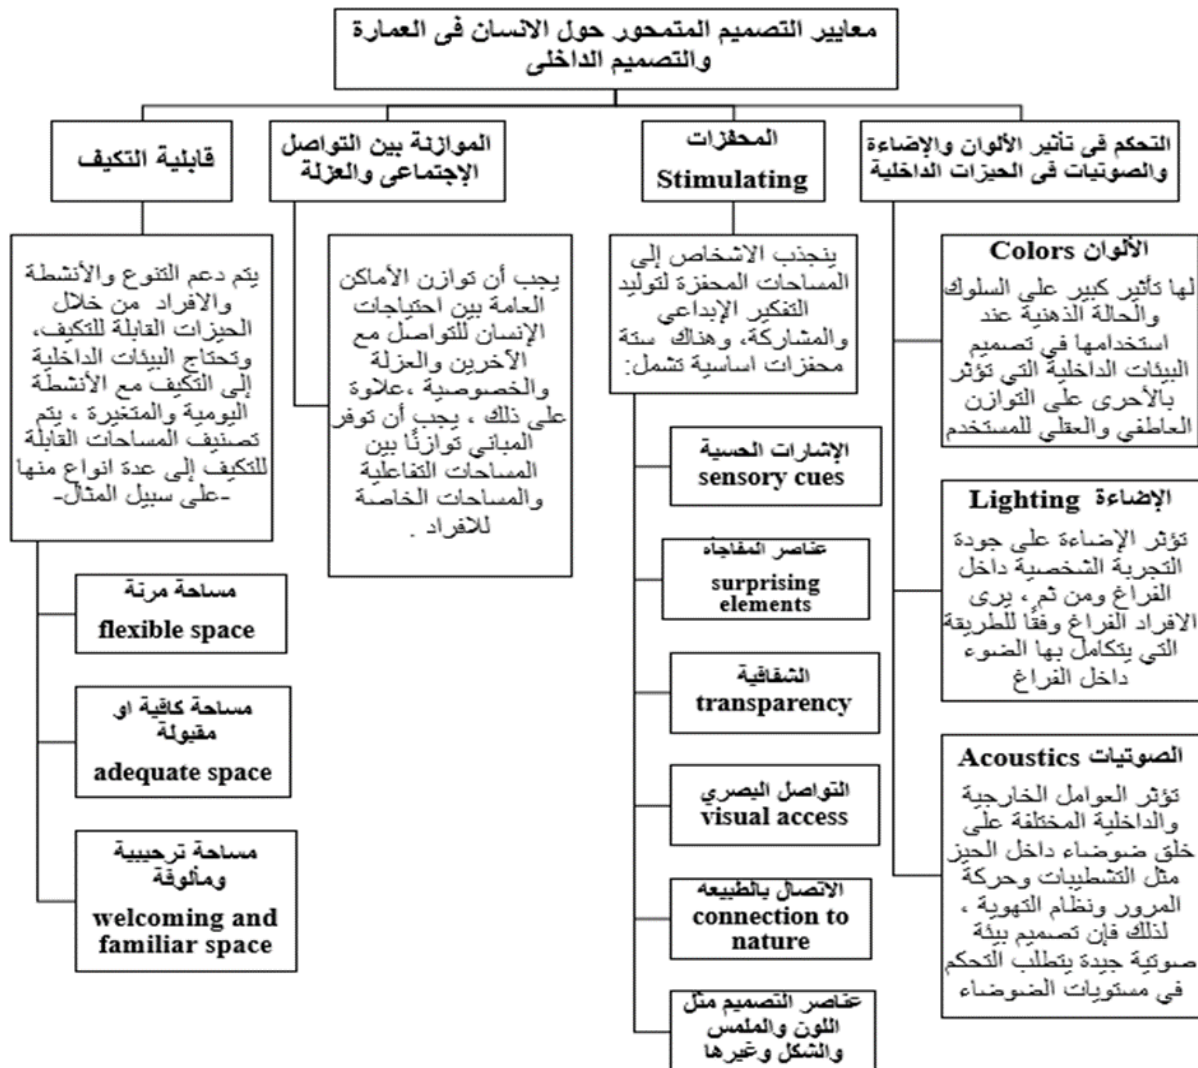 معايير التصميم المتمحور حول الانسان فى العمارة
والتصميم الداخلى
التحكم فى تأثير الألوان والإضاءة
والصوتيات فى الحيزات الداخلية
الألوان Colors
لها تأثير كبير على السلوك
والحالة الذهنية عند
استخدامها في تصميم
البيئات الداخلية التي تؤثر
بالأحرى على التوازن
العاطفي والعقلي للمستخدم
الإضاءة Lighting
تؤثر الإضاءة على جودة
التجربة الشخصية داخل
الفراغ ومن ثم ، يرى
الافراد الفراغ وفقًا للطريقة
التي يتكامل بها الضوء
داخل الفراغ
الصوتيات Acoustics
تؤثر العوامل الخارجية
والداخلية المختلفة على
خلق ضوضاء داخل الحيز
مثل التشطيبات وحركة
المرور ونظام التهوية ،
لذلك فإن تصميم بيئة
صوتية جيدة يتطلب التحكم
في مستويات الضوضاء
المحفزات
Stimulating
ينجذب الاشخاص إلى
المساحات المحفزة لتوليد
التفكير الإبداعي
والمشاركة، وهناك ستة
محفزات اساسية تشمل:
الإشارات الحسية
sensory cues
عناصر المفاجأه
surprising
elements
الشفافية
transparency
التواصل البصري
visual access
الاتصال بالطبيعه
connection to
nature
عناصر التصميم مثل
اللون والملمس
والشكل وغيرها
الموازنة بين التواصل
الإجتماعى والعزلة
يجب أن توازن الأماكن
العامة بين احتياجات
الإنسان للتواصل مع
الآخرين والعزلة
والخصوصية ،علاوة
على ذلك ، يجب أن توفر
المباني توازنًا بين
المساحات التفاعلية
والمساحات الخاصة
للافراد .
قابلية التكيف
يتم دعم التنوع والأنشطة
والافراد من خلال
الحيزات القابلة للتكيف،
وتحتاج البيئات الداخلية
إلى التكيف مع الأنشطة
اليومية والمتغيرة ، يتم
تصنيف المساحات القابلة
للتكيف إلى عدة انواع منها
-على سبيل المثال-
مساحة مرنة
flexible space
مساحة كافية او
مقبولة
adequate space
مساحة ترحيبية
ومألوفة
welcoming and
familiar space